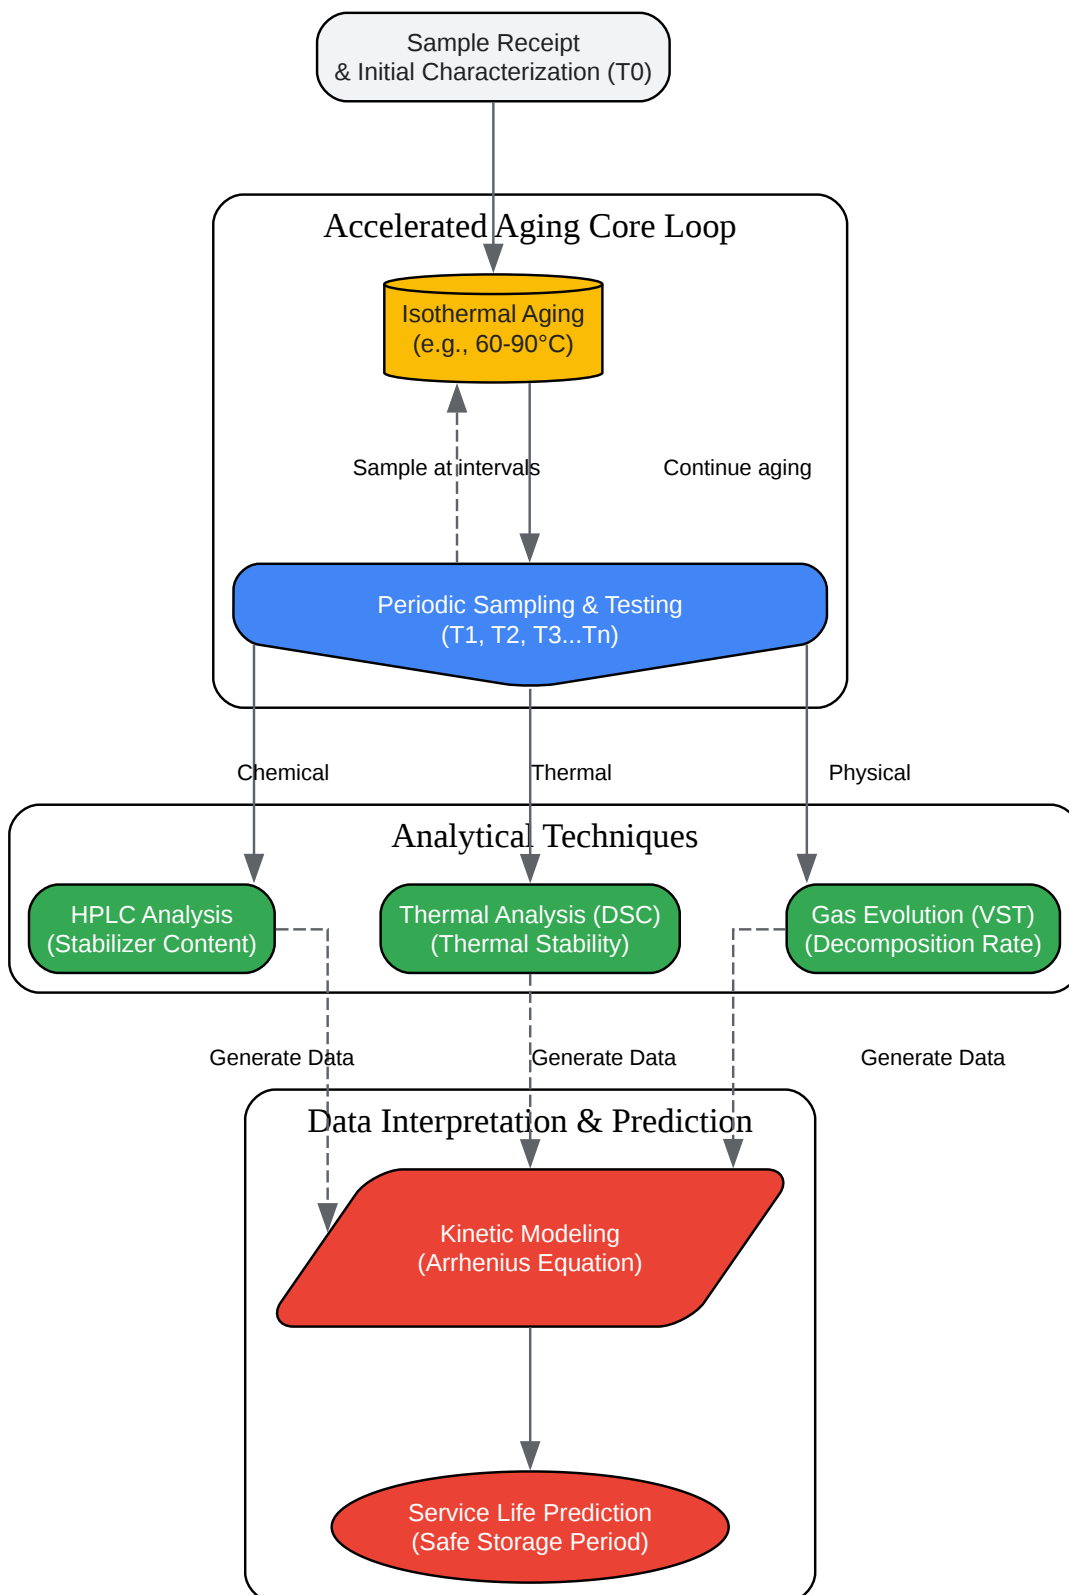 Sample Receipt
& Initial Characterization (T0)
Accelerated Aging Core Loop
Isothermal Aging
(e.g., 60-90°C)
Sample at intervals
Continue aging
Periodic Sampling & Testing
(T1, T2, T3...Tn)
Chemical
Thermal
Physical
Analytical Techniques
HPLC Analysis
(Stabilizer Content)
Thermal Analysis (DSC)
(Thermal Stability)
Gas Evolution (VST)
(Decomposition Rate)
Generate Data
Generate Data
Generate Data
Data Interpretation & Prediction
Kinetic Modeling
(Arrhenius Equation)
Service Life Prediction
(Safe Storage Period)